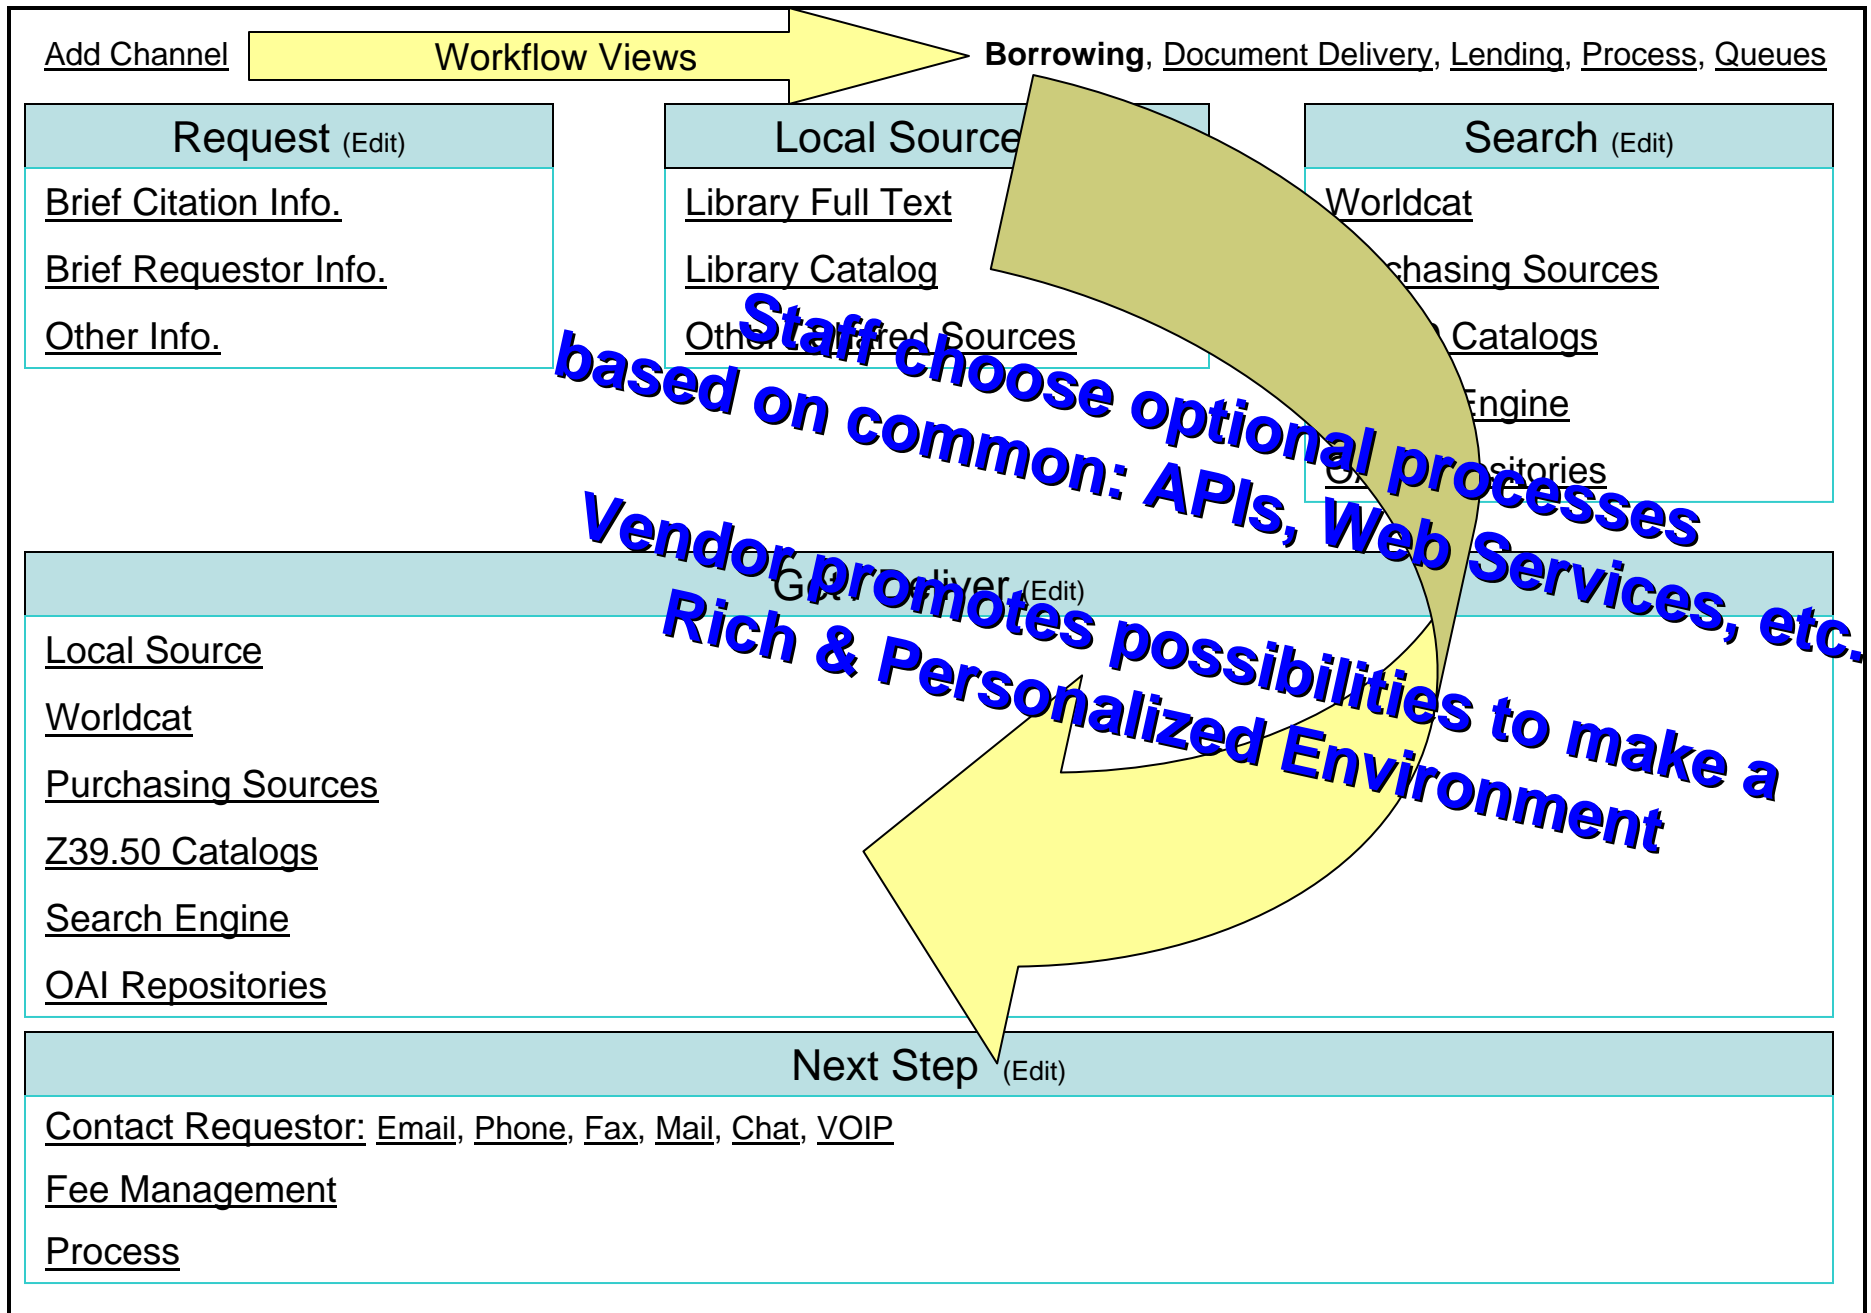 Add Channel Workflow Views Borrowing, Document Delivery, Lending, Process, Queues
Request (Edit)
Brief Citation Info.
Brief Requestor Info.
Other Info.
Local Source
Library Full Text
Library Catalog
Sources
Search (Edit)
Worldcat
Sources
Catalogs
Engine
Staff choose optional processes
based on common: APIs, Web Services, etc.
Vendor promotes possibilities to make a
Rich & Personalized Environment
(Edit)
Local Source
Worldcat
Purchasing Sources
Z39.50 Catalogs
Search Engine
OAI Repositories
Next Step (Edit)
Contact Requestor: Email, Phone, Fax, Mail, Chat, VOIP
Fee Management
Process